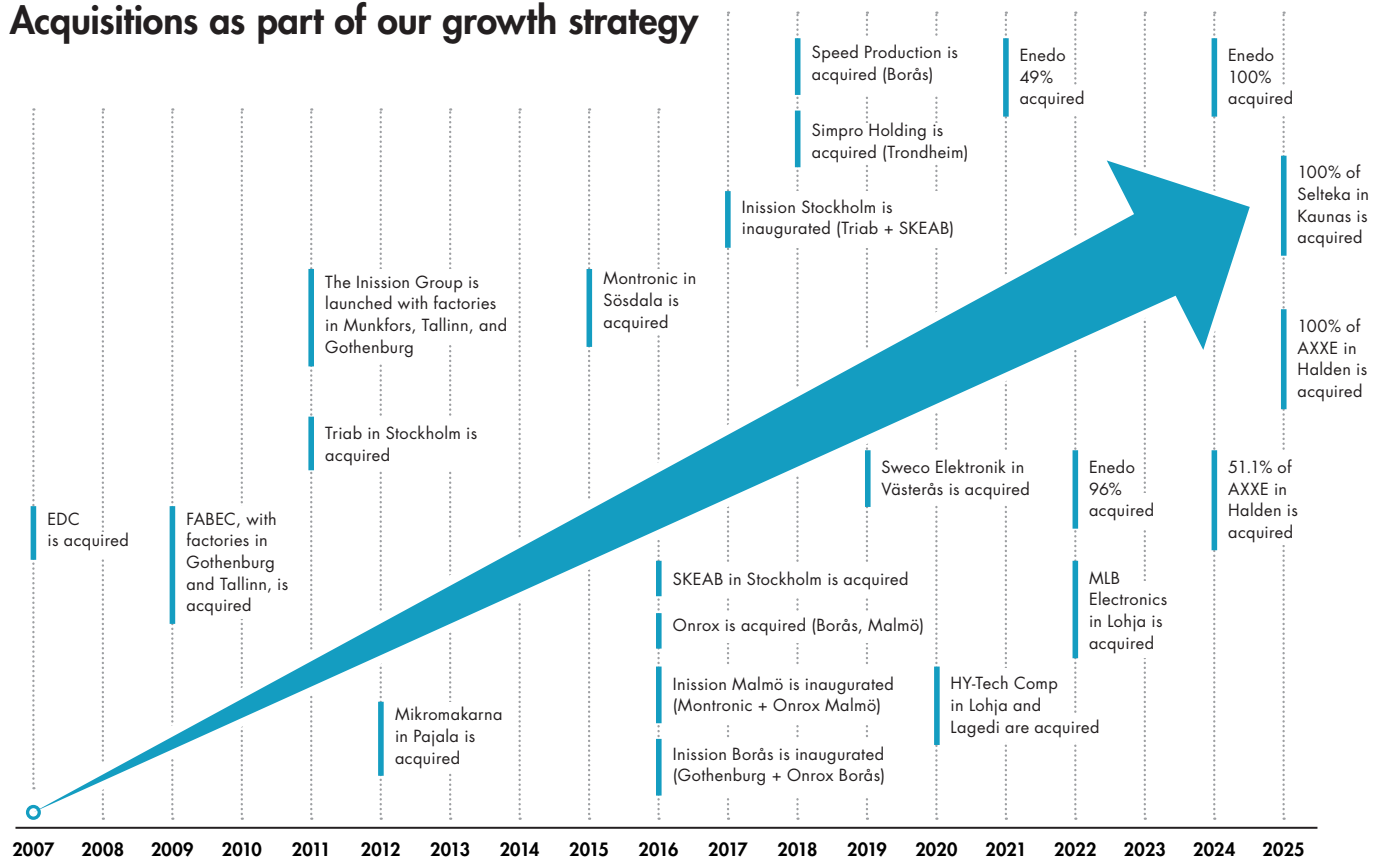 Acquisitions as part of our growth strategy
Speed Production is
acquired (Borås)
Enedo
49%
acquired
Enedo
100%
acquired
Simpro Holding is
acquired (Trondheim)
100% of
Selteka in
Kaunas is
acquired
Inission Stockholm is
inaugurated (Triab + SKEAB)
The Inission Group is
launched with factories
in Munkfors, Tallinn, and
Gothenburg
Montronic in
Sösdala is
acquired
100% of
AXXE in
Halden is
acquired
Triab in Stockholm is
acquired
Sweco Elektronik in
Västerås is acquired
Enedo
96%
acquired
51.1% of
AXXE in
Halden is
acquired
EDC
is acquired
FABEC, with
factories in
Gothenburg
and Tallinn, is
acquired
SKEAB in Stockholm is acquired
MLB
Electronics
in Lohja is
acquired
Onrox is acquired (Borås, Malmö)
Inission Malmö is inaugurated
(Montronic + Onrox Malmö)
HY-Tech Comp
in Lohja and
Lagedi are acquired
Mikromakarna
in Pajala is
acquired
Inission Borås is inaugurated
(Gothenburg + Onrox Borås)
2007 2008 2009 2010 2011 2012 2013 2014 2015 2016 2017 2018 2019 2020 2021 2022 2023 2024 2025